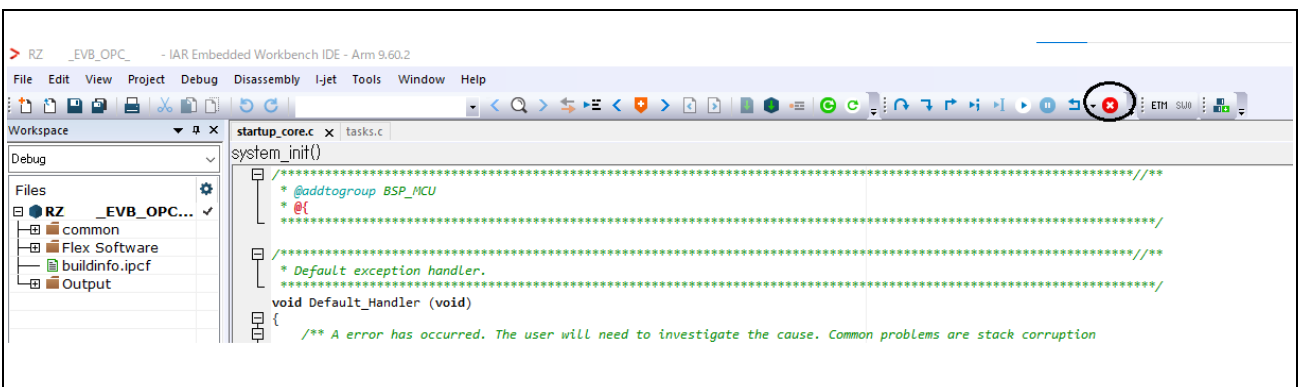 RZ _EVB_OPC_ - IAR Embedded Workbench IDE - Arm 9.60.2
File Edit View Project Debug Disassembly I-jet Tools Window Help
ETM SWO
Workspace
startup_core.c x tasks.c
Debug
system_init()
Files
RZ _EVB_OPC...
common
Flex Software
buildinfo.ipcf
Output
/*******************************************************************************************************************//**
* @addtogroup BSP_MCU
* @{
**********************************************************************************************************************/
/*******************************************************************************************************************//**
* Default exception handler.
**********************************************************************************************************************/
void Default_Handler (void)
{
/** A error has occurred. The user will need to investigate the cause. Common problems are stack corruption